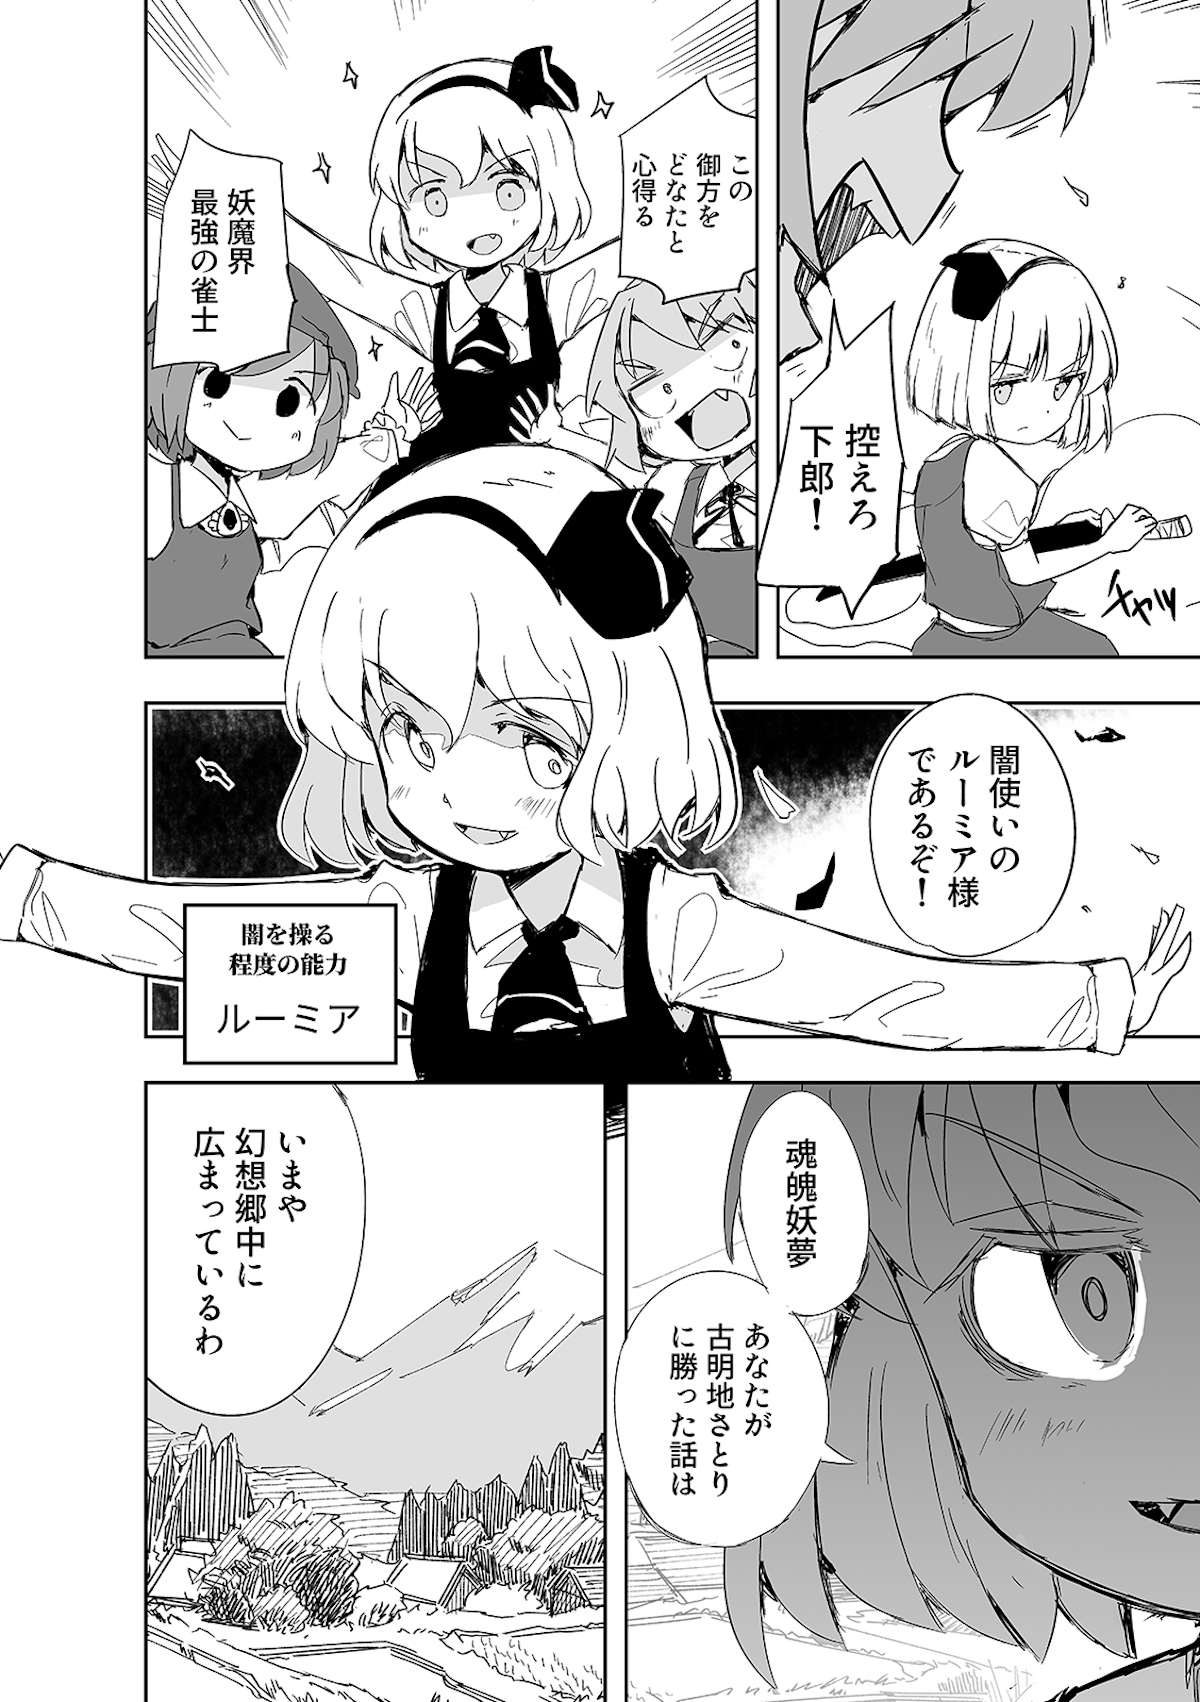 控えろ
下郎！
チャッ
この
御方を
どなたと
心得る
妖魔界
最強の雀士
闇使いの
ルーミア様
であるぞ！
闇を操る
程度の能力
ルーミア
魂魄妖夢
あなたが
古明地さとり
に勝った話は
いまや
幻想郷中に
広まっているわ